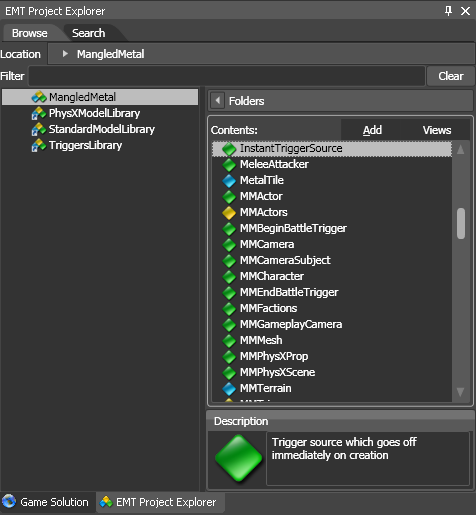 EMT Project Explorer
Browse
Search
Location
MangledMetal
Filter
Clear
MangledMetal
PhysXModelLibrary
StandardModelLibrary
TriggersLibrary
Folders
Contents:
Add
Views
InstantTriggerSource
MeleeAttacker
MetalTile
MMActor
MMActors
MMBeginBattleTrigger
MMCamera
MMCameraSubject
MMCharacter
MMEndBattleTrigger
MMFactions
MMGameplayCamera
MMMesh
MMPhysXProp
MMPhysXScene
MMTerrain
Description
Trigger source which goes off
immediately on creation
Game Solution
EMT Project Explorer